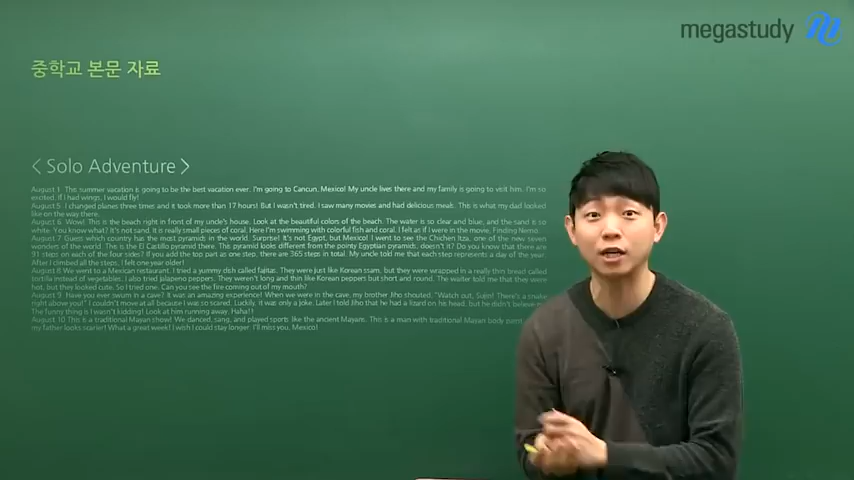 megastudy
중학교 본문 자료
< Solo Adventure >
August 1 This summer vacation is going to be the best vacation ever. I'm going to Cancun, Mexico! My uncle lives there and my family is going to visit him. I'm so
excited. If I had wings, I would fly!
August 5 I changed planes three times and it took more than 17 hours! But I wasn't tired. I saw many movies and had delicious meals. This is what my dad looked
like on the way there.
August 6 Wow! This is the beach right in front of my uncle's house. Look at the beautiful colors of the beach. The water is so clear and blue, and the sand is so
white. You know what? It's not sand. It is really small pieces of coral. Here I'm swimming with colorful fish and coral. I felt as if I were in the movie, Finding Nemo.
August 7 Guess which country has the most pyramids in the world. Surprise! It's not Egypt, but Mexico! I went to see the Chichen Itza, one of the new seven
wonders of the world. This is the El Castillo pyramid there. This pyramid looks different from the pointy Egyptian pyramids, doesn't it? Do you know that there are
91 steps on each of the four sides? If you add the top part as one step, there are 365 steps in total. My uncle told me that each step represents a day of the year.
After I climbed all the steps, I felt one year older!
August 8 We went to a Mexican restaurant. I tried a yummy dish called fajitas. They were just like Korean ssam, but they were wrapped in a really thin bread called
tortilla instead of vegetables. I also tried jalapeno peppers. They weren't long and thin like Korean peppers but short and round. The waiter told me that they were
hot, but they looked cute. So I tried one. Can you see the fire coming out of my mouth?
August 9 Have you ever swum in a cave? It was an amazing experience! When we were in the cave, my brother Jiho shouted, "Watch out, Subin! There's a snake
right above you!" I couldn't move at all because I was so scared. Luckily, it was only a joke. Later I told Jiho that he had a lizard on his head, but he didn't believe
The funny thing is I wasn't kidding! Look at him running away. Haha!!
August 10 This is a traditional Mayan show! We danced, sang, and played sports like the ancient Mayans. This is a man with traditional Mayan body paint
my father looks scarier! What a great week! I wish I could stay longer. I'll miss you, Mexico!